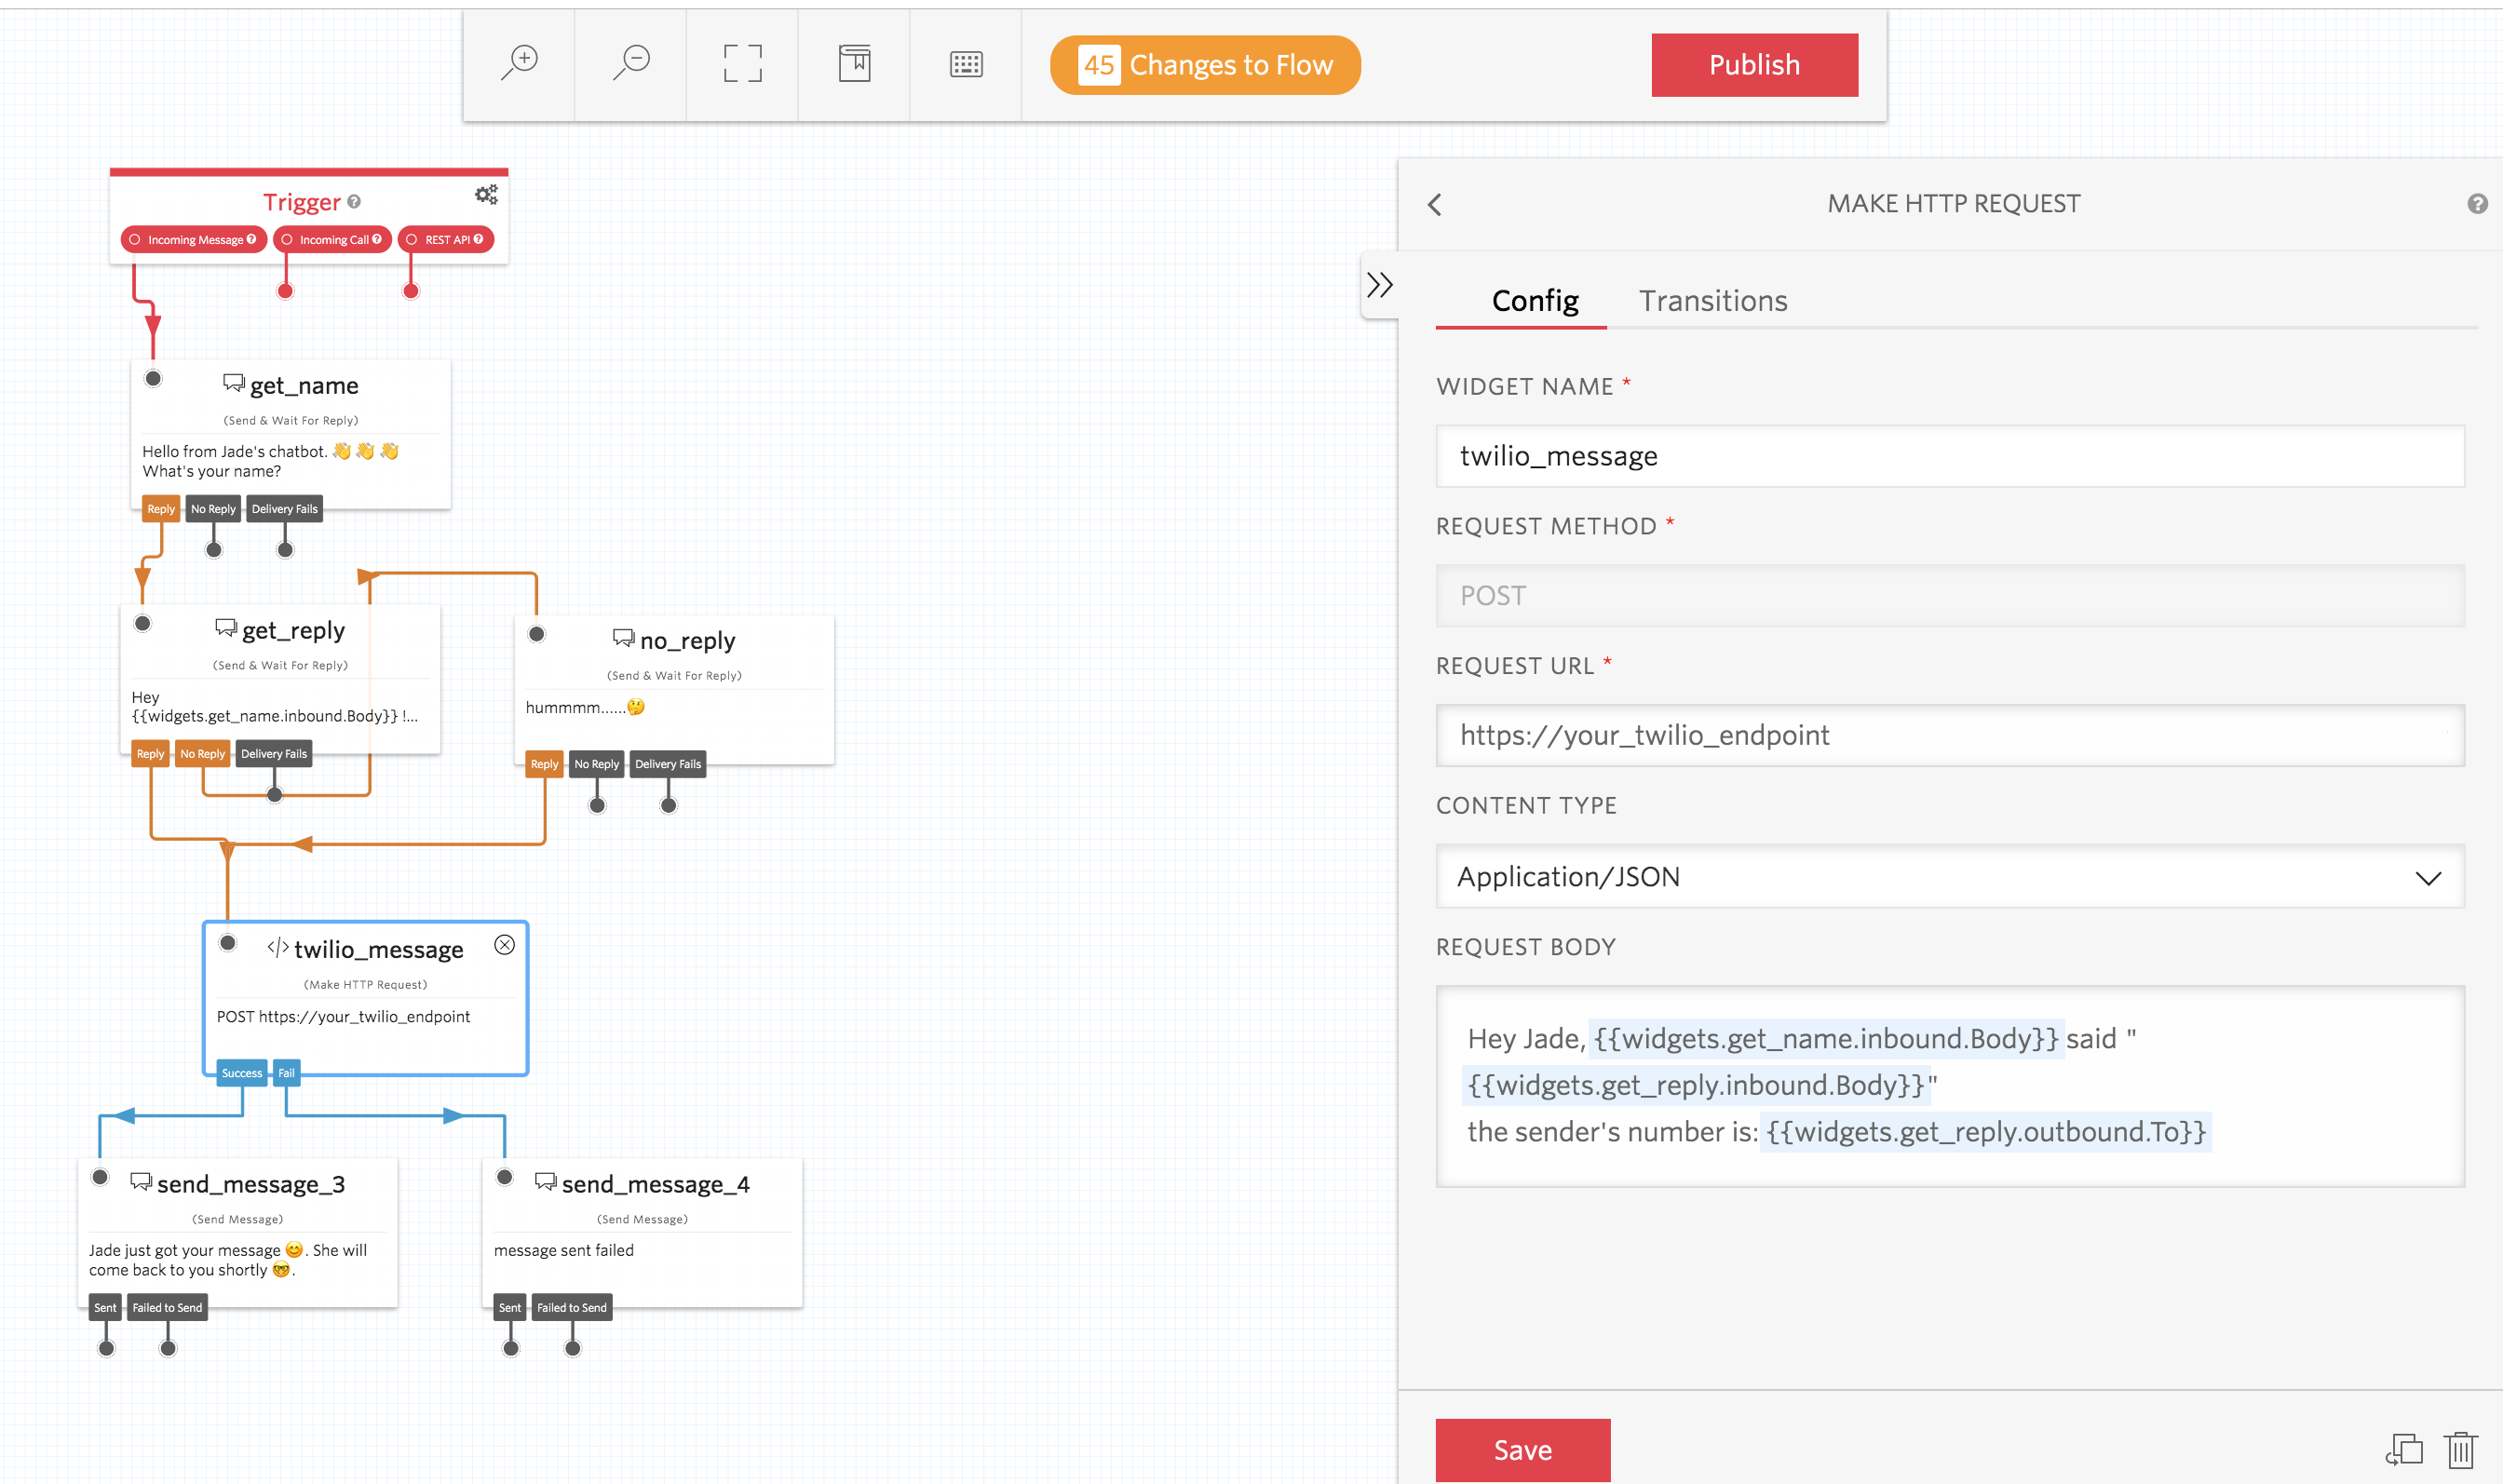 45 Changes to Flow
Publish
Trigger
Incoming Message
Incoming Call
REST API
get_name
(Send & Wait For Reply)
Hello from Jade's chatbot. 👋 👋 👋
What's your name?
Reply
No Reply
Delivery Fails
get_reply
(Send & Wait For Reply)
Hey
{{widgets.get_name.inbound.Body}} !...
Reply
No Reply
Delivery Fails
no_reply
(Send & Wait For Reply)
hummmm......🤔
Reply
No Reply
Delivery Fails
</> twilio_message
(Make HTTP Request)
POST https://your_twilio_endpoint
Success
Fail
send_message_3
(Send Message)
Jade just got your message 😊. She will
come back to you shortly 🤓.
Sent
Failed to Send
send_message_4
(Send Message)
message sent failed
Sent
Failed to Send
MAKE HTTP REQUEST
Config
Transitions
WIDGET NAME *
twilio_message
REQUEST METHOD *
POST
REQUEST URL *
https://your_twilio_endpoint
CONTENT TYPE
Application/JSON
REQUEST BODY
Hey Jade, {{widgets.get_name.inbound.Body}} said "
{{widgets.get_reply.inbound.Body}}"
the sender's number is: {{widgets.get_reply.outbound.To}}
Save